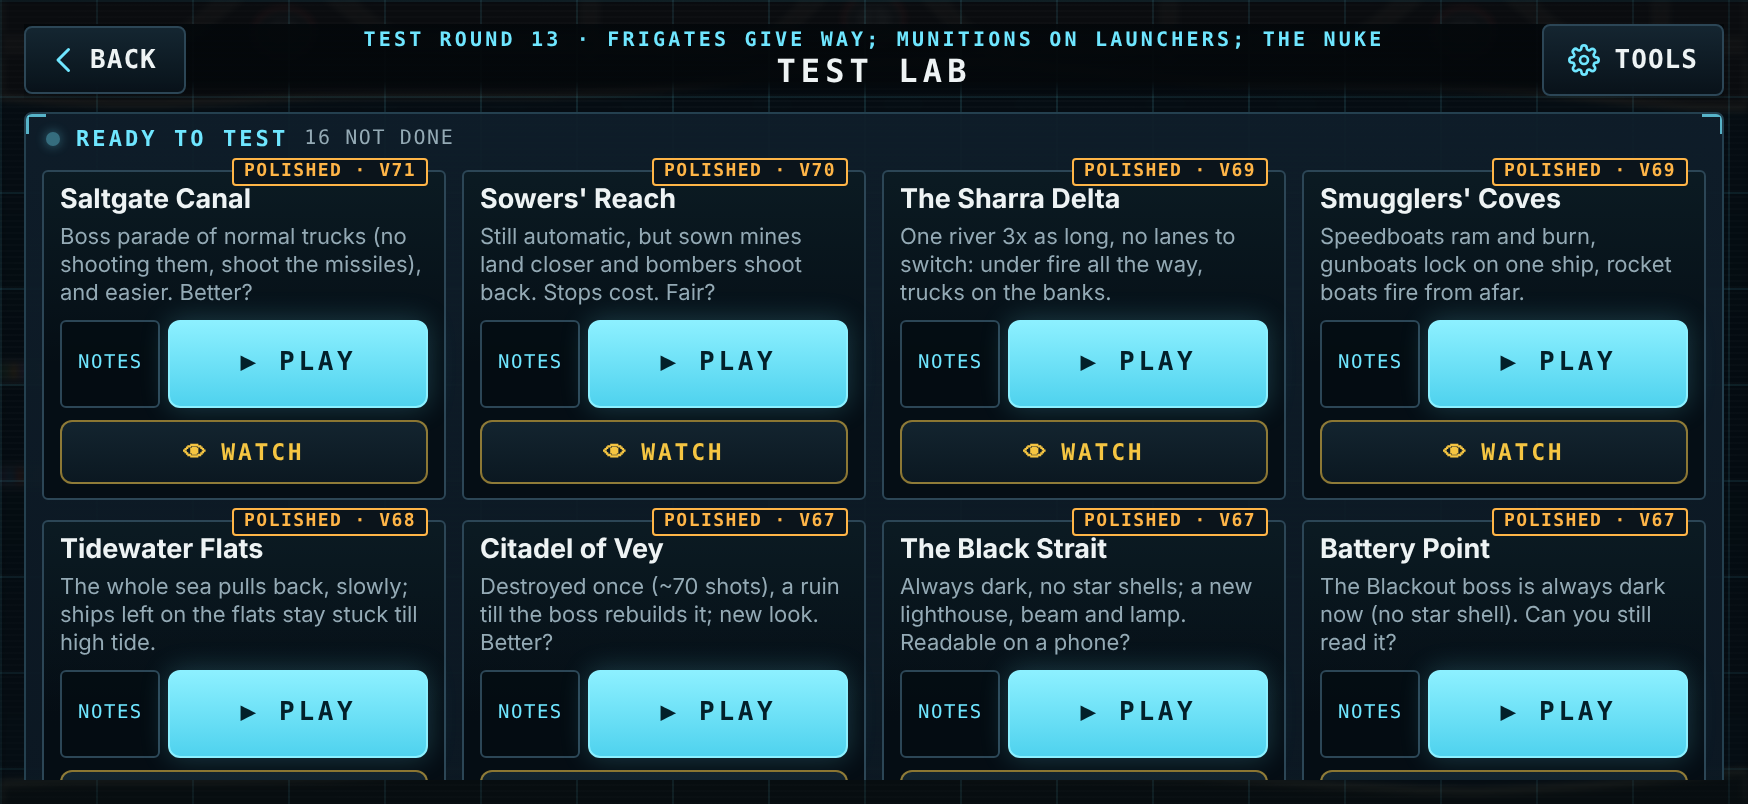 BACK
TEST ROUND 13 · FRIGATES GIVE WAY; MUNITIONS ON LAUNCHERS; THE NUKE
TEST LAB
TOOLS
READY TO TEST 16 NOT DONE
POLISHED · V71
Saltgate Canal
Boss parade of normal trucks (no
shooting them, shoot the missiles),
and easier. Better?
NOTES
▶ PLAY
WATCH
POLISHED · V70
Sowers' Reach
Still automatic, but sown mines
land closer and bombers shoot
back. Stops cost. Fair?
NOTES
▶ PLAY
WATCH
POLISHED · V69
The Sharra Delta
One river 3x as long, no lanes to
switch: under fire all the way,
trucks on the banks.
NOTES
▶ PLAY
WATCH
POLISHED · V69
Smugglers' Coves
Speedboats ram and burn,
gunboats lock on one ship, rocket
boats fire from afar.
NOTES
▶ PLAY
WATCH
POLISHED · V68
Tidewater Flats
The whole sea pulls back, slowly;
ships left on the flats stay stuck till
high tide.
NOTES
▶ PLAY
POLISHED · V67
Citadel of Vey
Destroyed once (~70 shots), a ruin
till the boss rebuilds it; new look.
Better?
NOTES
▶ PLAY
POLISHED · V67
The Black Strait
Always dark, no star shells; a new
lighthouse, beam and lamp.
Readable on a phone?
NOTES
▶ PLAY
POLISHED · V67
Battery Point
The Blackout boss is always dark
now (no star shell). Can you still
read it?
NOTES
▶ PLAY